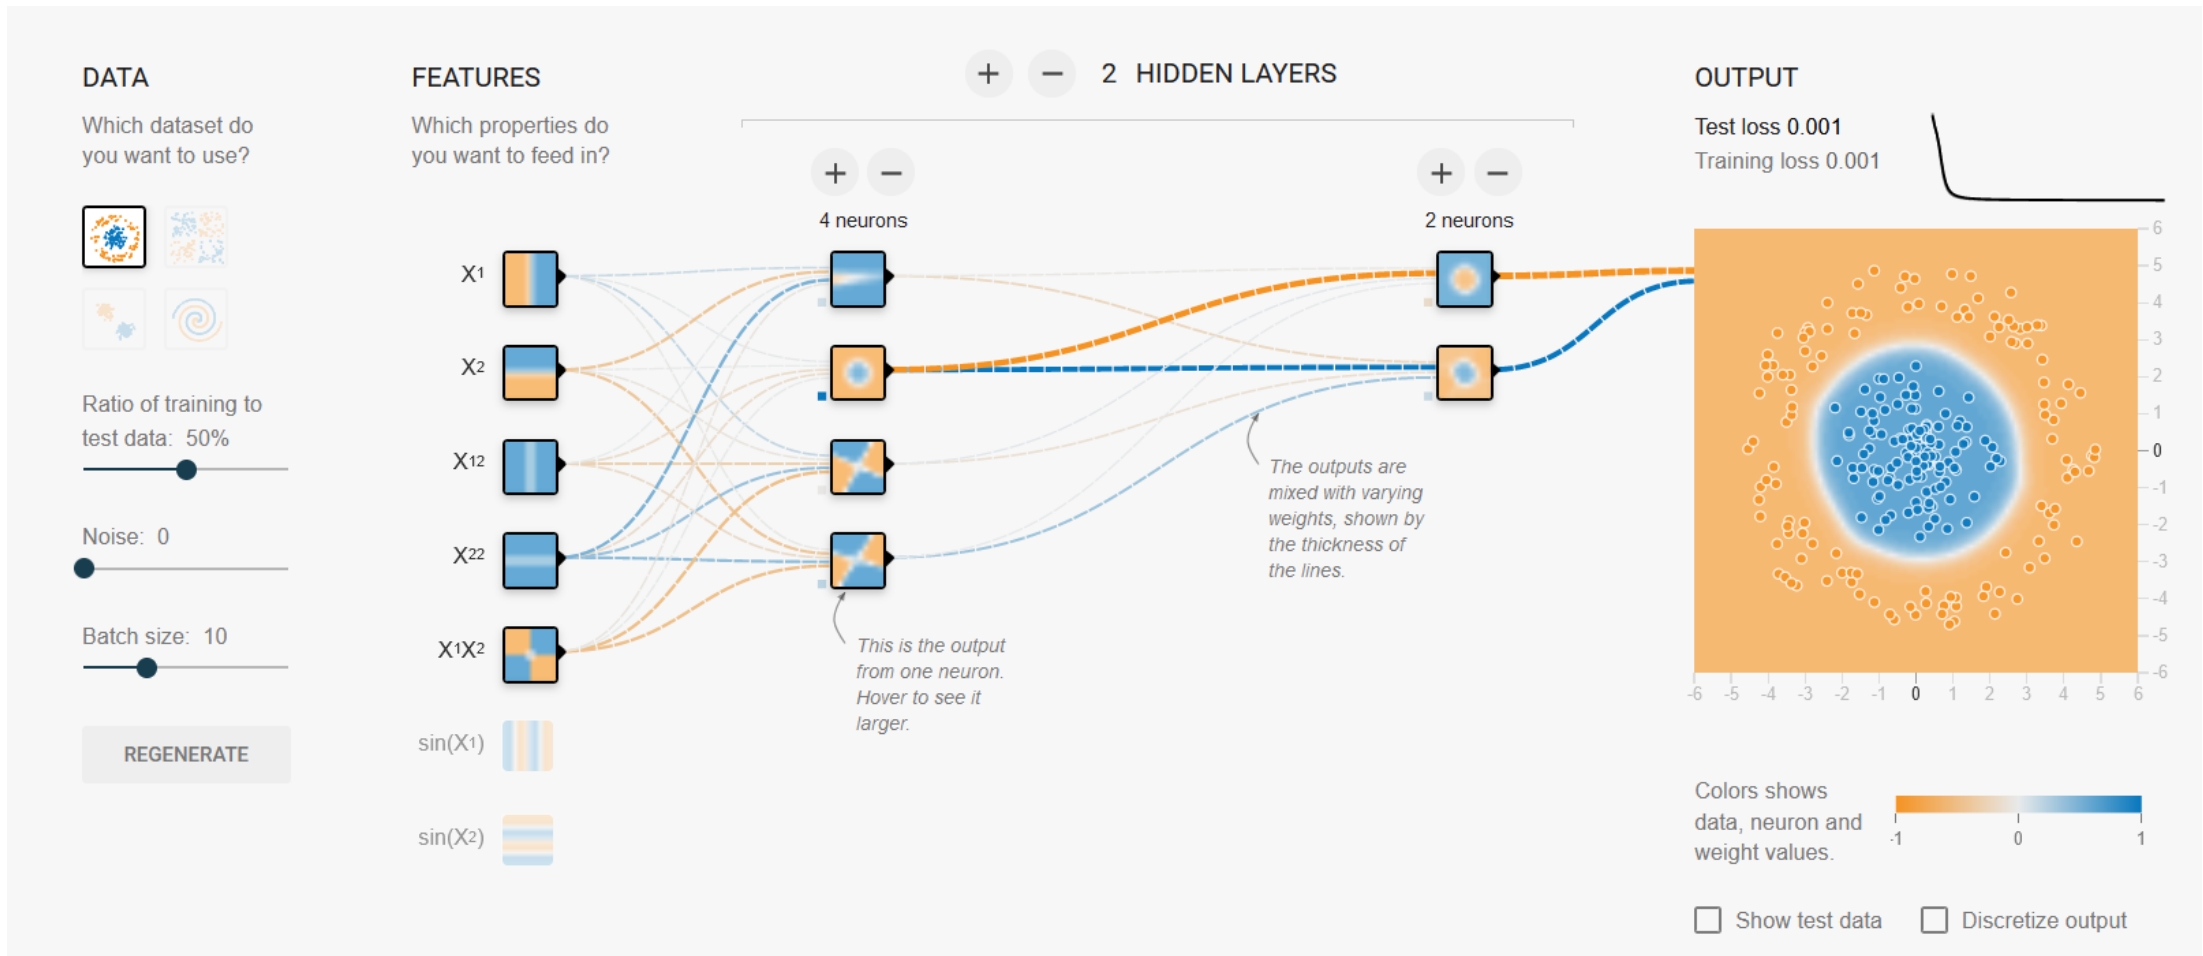 DATA
Which dataset do
you want to use?
Ratio of training to
test data: 50%
Noise: 0
Batch size: 10
REGENERATE
FEATURES
Which properties do
you want to feed in?
X1
X2
X12
X22
X1X2
sin(X1)
sin(X2)
+ − 2 HIDDEN LAYERS
+ −
4 neurons
+ −
2 neurons
This is the output
from one neuron.
Hover to see it
larger.
The outputs are
mixed with varying
weights, shown by
the thickness of
the lines.
OUTPUT
Test loss 0.001
Training loss 0.001
6
5
4
3
2
1
0
-1
-2
-3
-4
-5
-6
-6 -5 -4 -3 -2 -1 0 1 2 3 4 5 6
Colors shows
data, neuron and
weight values.
-1 0 1
Show test data
Discretize output